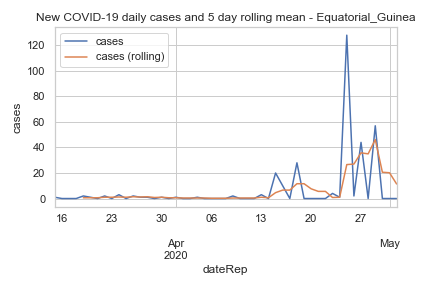 New COVID-19 daily cases and 5 day rolling mean - Equatorial_Guinea
cases
cases (rolling)
120
100
80
60
40
20
0
cases
16 23 30 06 13 20 27
Apr May
2020
dateRep